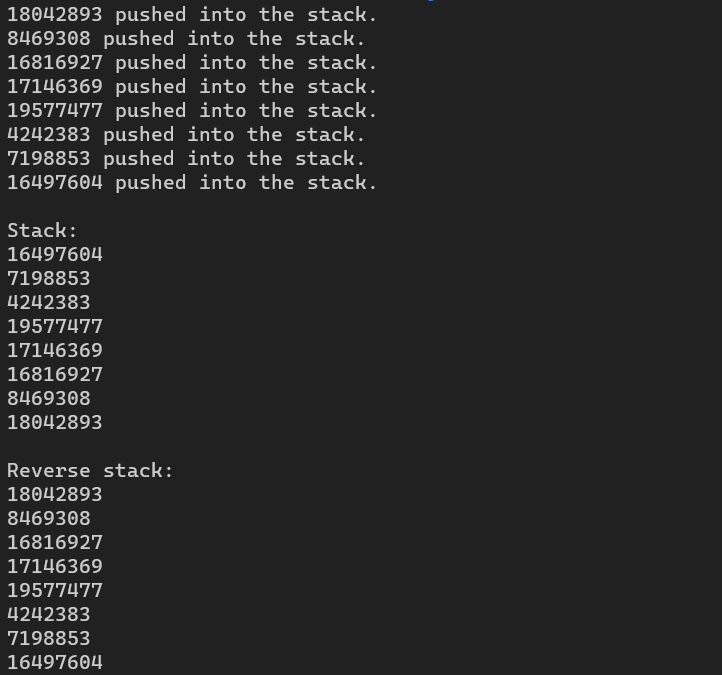 18042893 pushed into the stack.
8469308 pushed into the stack.
16816927 pushed into the stack.
17146369 pushed into the stack.
19577477 pushed into the stack.
4242383 pushed into the stack.
7198853 pushed into the stack.
16497604 pushed into the stack.
Stack:
16497604
7198853
4242383
19577477
17146369
16816927
8469308
18042893
Reverse stack:
18042893
8469308
16816927
17146369
19577477
4242383
7198853
16497604